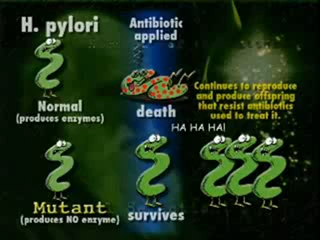 H. pylori
Antibiotic
applied
Normal
(produces enzymes)
death
Continues to reproduce
and produce offspring
that resist antibiotics
used to treat it.
HA HA HA!
Mutant
(produces NO enzyme)
survives